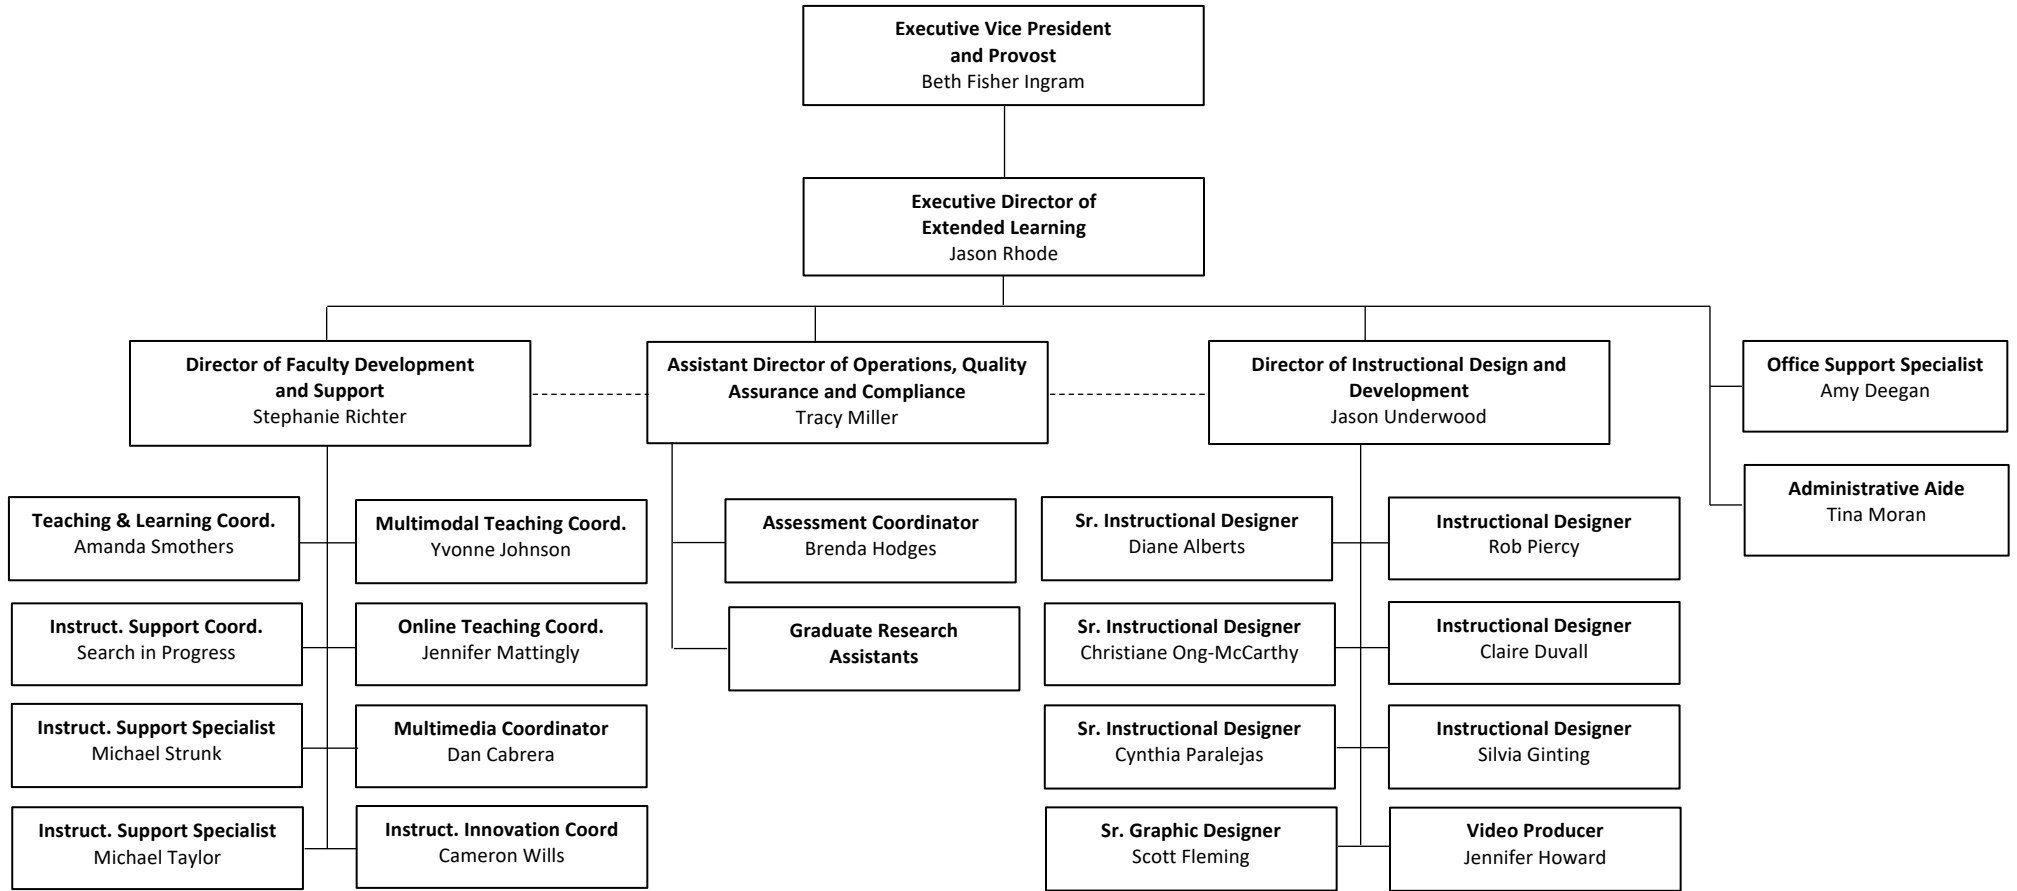 Executive Vice President
and Provost
Beth Fisher Ingram
Executive Director of
Extended Learning
Jason Rhode
Director of Faculty Development
and Support
Stephanie Richter
Assistant Director of Operations, Quality
Assurance and Compliance
Tracy Miller
Director of Instructional Design and
Development
Jason Underwood
Office Support Specialist
Amy Deegan
Administrative Aide
Tina Moran
Teaching & Learning Coord.
Amanda Smothers
Multimodal Teaching Coord.
Yvonne Johnson
Instruct. Support Coord.
Search in Progress
Online Teaching Coord.
Jennifer Mattingly
Instruct. Support Specialist
Michael Strunk
Multimedia Coordinator
Dan Cabrera
Instruct. Support Specialist
Michael Taylor
Instruct. Innovation Coord
Cameron Wills
Assessment Coordinator
Brenda Hodges
Graduate Research
Assistants
Sr. Instructional Designer
Diane Alberts
Instructional Designer
Rob Piercy
Sr. Instructional Designer
Christiane Ong-McCarthy
Instructional Designer
Claire Duvall
Sr. Instructional Designer
Cynthia Paralejas
Instructional Designer
Silvia Ginting
Sr. Graphic Designer
Scott Fleming
Video Producer
Jennifer Howard